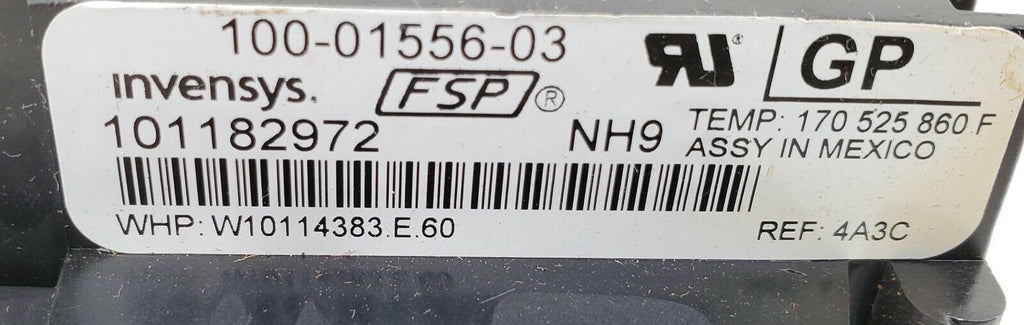 100-01556-03
invensys. FSP®
RU® GP
101182972 NH9
TEMP: 170 525 860 F
ASSY IN MEXICO
WHP: W10114383.E.60
REF: 4A3C